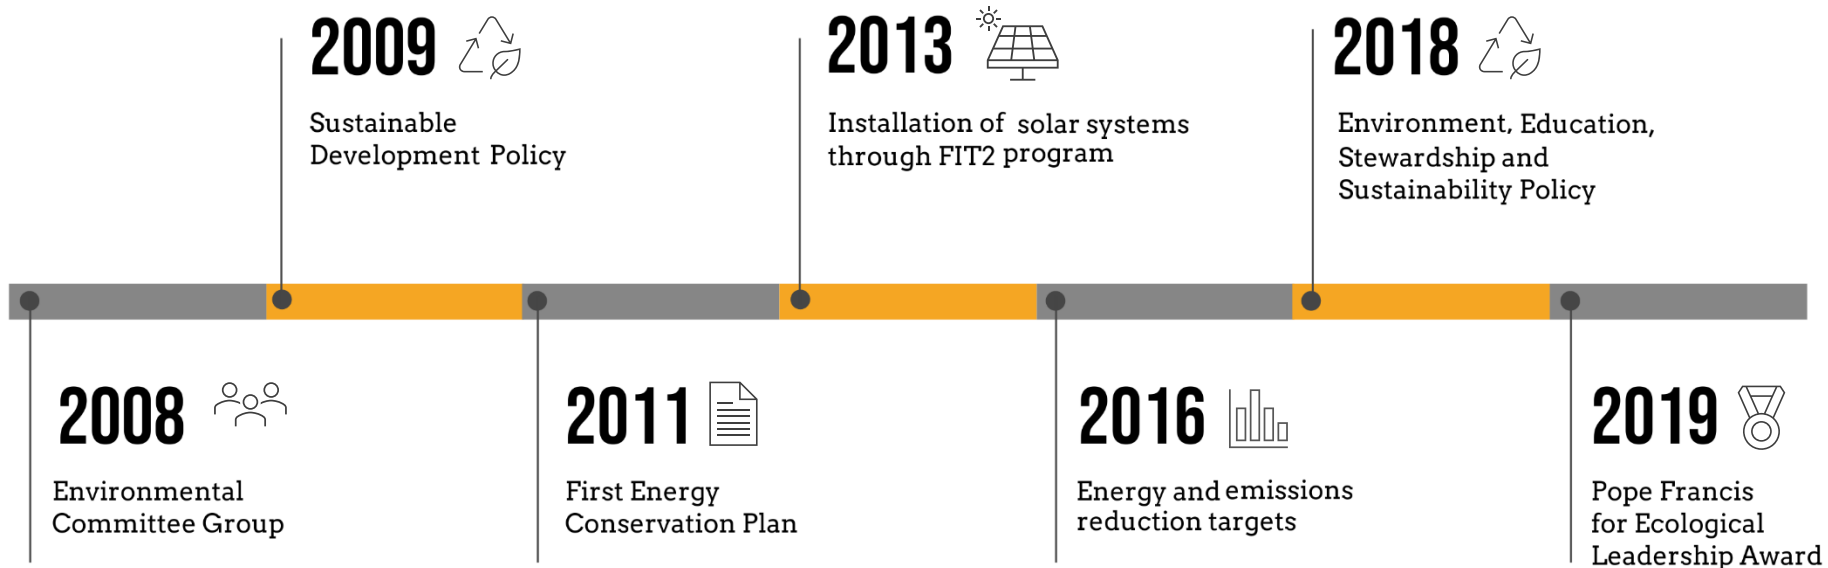 2009
Sustainable
Development Policy
2013
Installation of solar systems
through FIT2 program
2018
Environment, Education,
Stewardship and
Sustainability Policy
2008
Environmental
Committee Group
2011
First Energy
Conservation Plan
2016
Energy and emissions
reduction targets
2019
Pope Francis
for Ecological
Leadership Award